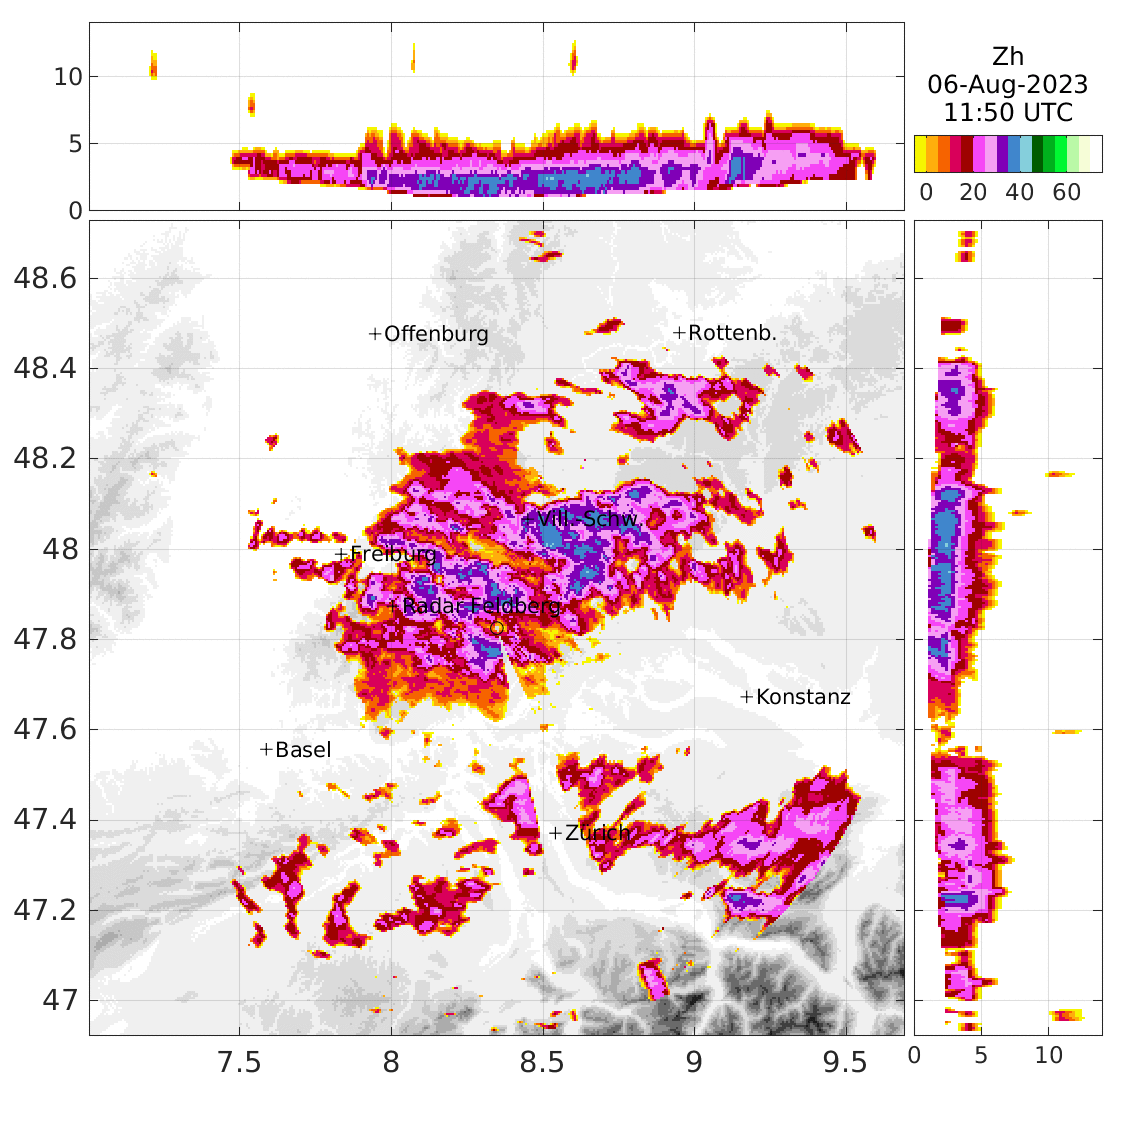 Zh
06-Aug-2023
11:50 UTC
0 20 40 60
10
5
0
48.6
48.4
48.2
48
47.8
47.6
47.4
47.2
47
+Offenburg
+Rottenb.
+Vill.-Schw.
+Freiburg
+Radar Feldberg
+Konstanz
+Basel
+Zürich
7.5 8 8.5 9 9.5
0 5 10